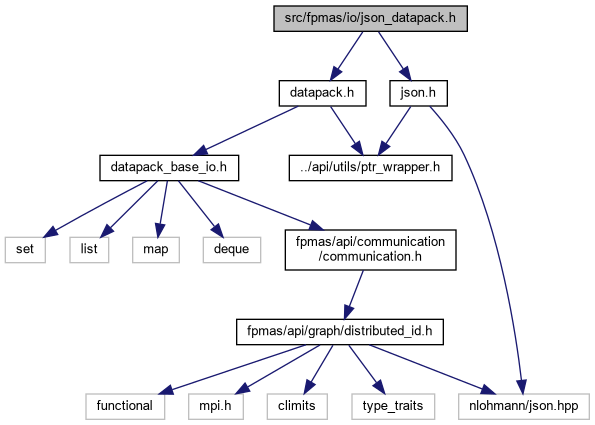 src/fpmas/io/json_datapack.h
datapack.h
json.h
datapack_base_io.h
../api/utils/ptr_wrapper.h
set
list
map
deque
fpmas/api/communication
/communication.h
fpmas/api/graph/distributed_id.h
functional
mpi.h
climits
type_traits
nlohmann/json.hpp